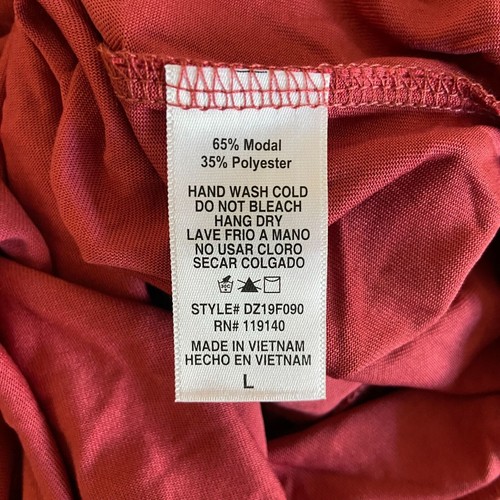 65% Modal
35% Polyester
HAND WASH COLD
DO NOT BLEACH
HANG DRY
LAVE FRIO A MANO
NO USAR CLORO
SECAR COLGADO
STYLE# DZ19F090
RN# 119140
MADE IN VIETNAM
HECHO EN VIETNAM
L